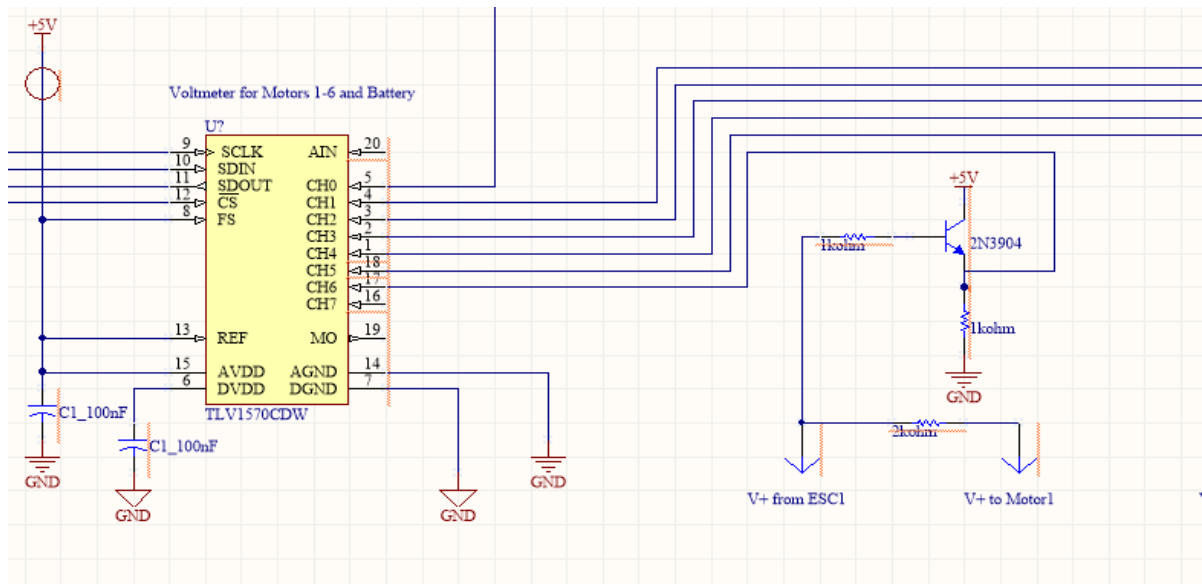 +5V
Voltmeter for Motors 1-6 and Battery
U?
9 SCLK AIN 20
10 SDIN
11 SDOUT CH0 5
12 CS CH1 4
8 FS CH2 3
CH3 2
CH4 1
CH5 18
CH6 17
CH7 16
13 REF MO 19
15 AVDD AGND 14
6 DVDD DGND 7
TLV1570CDW
C1_100nF
C1_100nF
GND
GND
GND
GND
+5V
1kohm
2N3904
1kohm
GND
2kohm
V+ from ESC1
V+ to Motor1